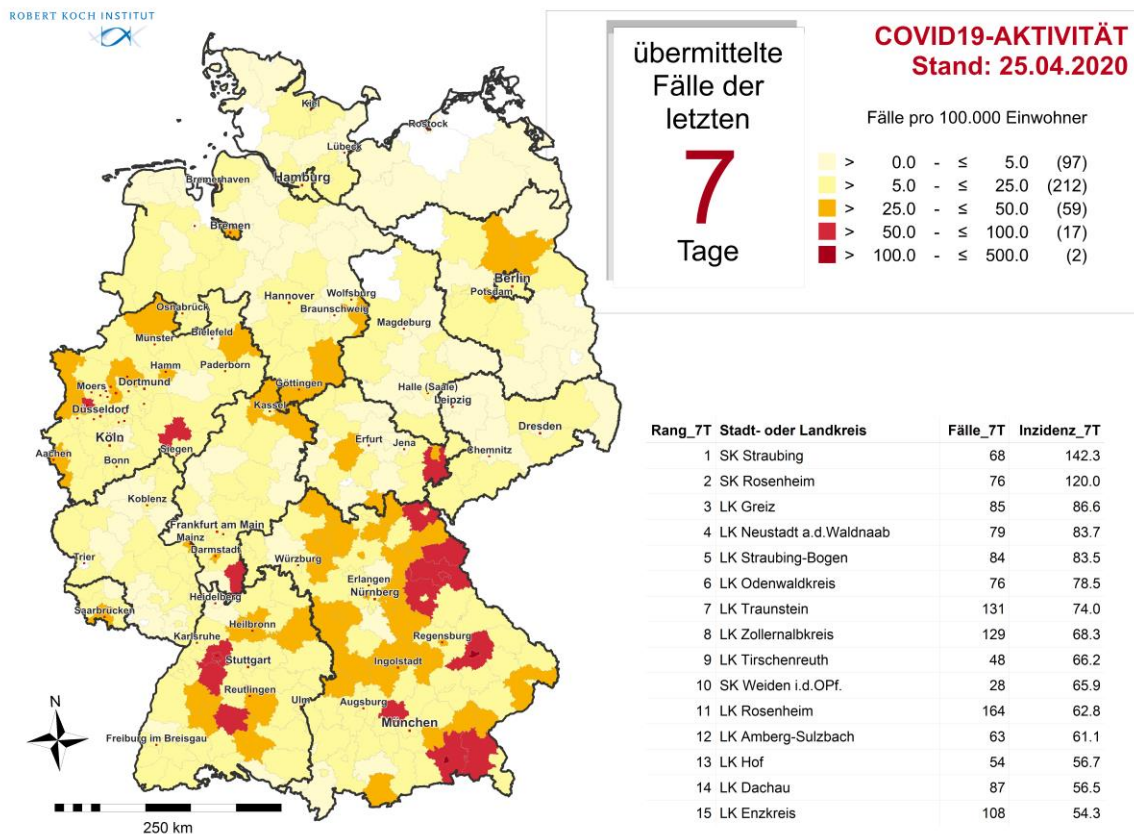 ROBERT KOCH INSTITUT
übermittelte
Fälle der
letzten
7
Tage
COVID19-AKTIVITÄT
Stand: 25.04.2020
Fälle pro 100.000 Einwohner
> 0.0 - ≤ 5.0 (97)
> 5.0 - ≤ 25.0 (212)
> 25.0 - ≤ 50.0 (59)
> 50.0 - ≤ 100.0 (17)
> 100.0 - ≤ 500.0 (2)
Kiel
Rostock
Lübeck
Bremerhaven
Hamburg
Bremen
Berlin
Potsdam
Hannover
Wolfsburg
Braunschweig
Osnabrück
Bielefeld
Magdeburg
Münster
Hamm
Paderborn
Moers
Dortmund
Göttingen
Kassel
Halle (Saale)
Leipzig
Düsseldorf
Köln
Siegen
Aachen
Bonn
Erfurt
Jena
Dresden
Chemnitz
Koblenz
Frankfurt am Main
Mainz
Darmstadt
Trier
Würzburg
Erlangen
Nürnberg
Heidelberg
Saarbrücken
Heilbronn
Karlsruhe
Regensburg
Stuttgart
Ingolstadt
Reutlingen
Ulm
Augsburg
München
Freiburg im Breisgau
N
250 km
Rang_7T Stadt- oder Landkreis Fälle_7T Inzidenz_7T
1 SK Straubing 68 142.3
2 SK Rosenheim 76 120.0
3 LK Greiz 85 86.6
4 LK Neustadt a.d.Waldnaab 79 83.7
5 LK Straubing-Bogen 84 83.5
6 LK Odenwaldkreis 76 78.5
7 LK Traunstein 131 74.0
8 LK Zollernalbkreis 129 68.3
9 LK Tirschenreuth 48 66.2
10 SK Weiden i.d.OPf. 28 65.9
11 LK Rosenheim 164 62.8
12 LK Amberg-Sulzbach 63 61.1
13 LK Hof 54 56.7
14 LK Dachau 87 56.5
15 LK Enzkreis 108 54.3